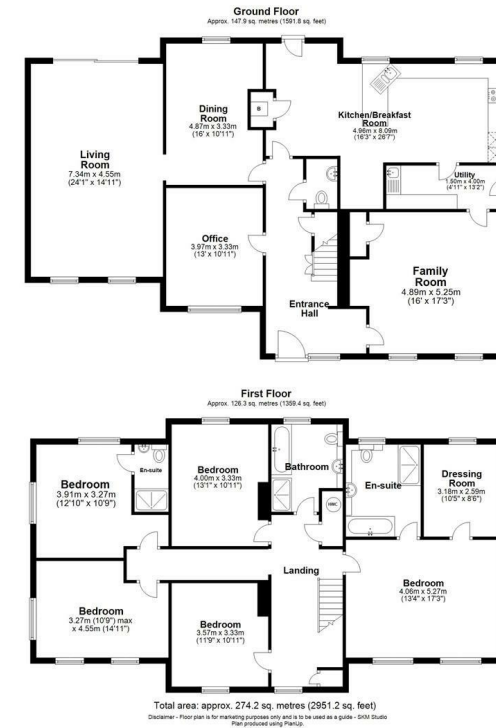 Ground Floor
Approx. 147.9 sq. metres (1591.8 sq. feet)
Dining
Room
4.87m x 3.33m
(16' x 10'11")
B
Kitchen/Breakfast
Room
4.96m x 8.09m
(16'3" x 26'7")
Living
Room
7.34m x 4.55m
(24'1" x 14'11")
Utility
1.50m x 4.00m
(4'11" x 13'2")
Office
3.97m x 3.33m
(13' x 10'11")
Family
Room
4.89m x 5.25m
(16' x 17'3")
Entrance
Hall
First Floor
Approx. 126.3 sq. metres (1359.4 sq. feet)
Bedroom
3.91m x 3.27m
(12'10" x 10'9")
En-suite
Bedroom
4.00m x 3.33m
(13'1" x 10'11")
Bathroom
HWC
En-suite
Dressing
Room
3.18m x 2.59m
(10'5" x 8'6")
Landing
Bedroom
3.27m (10'9") max
x 4.55m (14'11")
Bedroom
3.57m x 3.33m
(11'9" x 10'11")
Bedroom
4.06m x 5.27m
(13'4" x 17'3")
Total area: approx. 274.2 sq. metres (2951.2 sq. feet)
Disclaimer - Floor plan is for marketing purposes only and is to be used as a guide - SKM Studio
Plan produced using PlanUp.